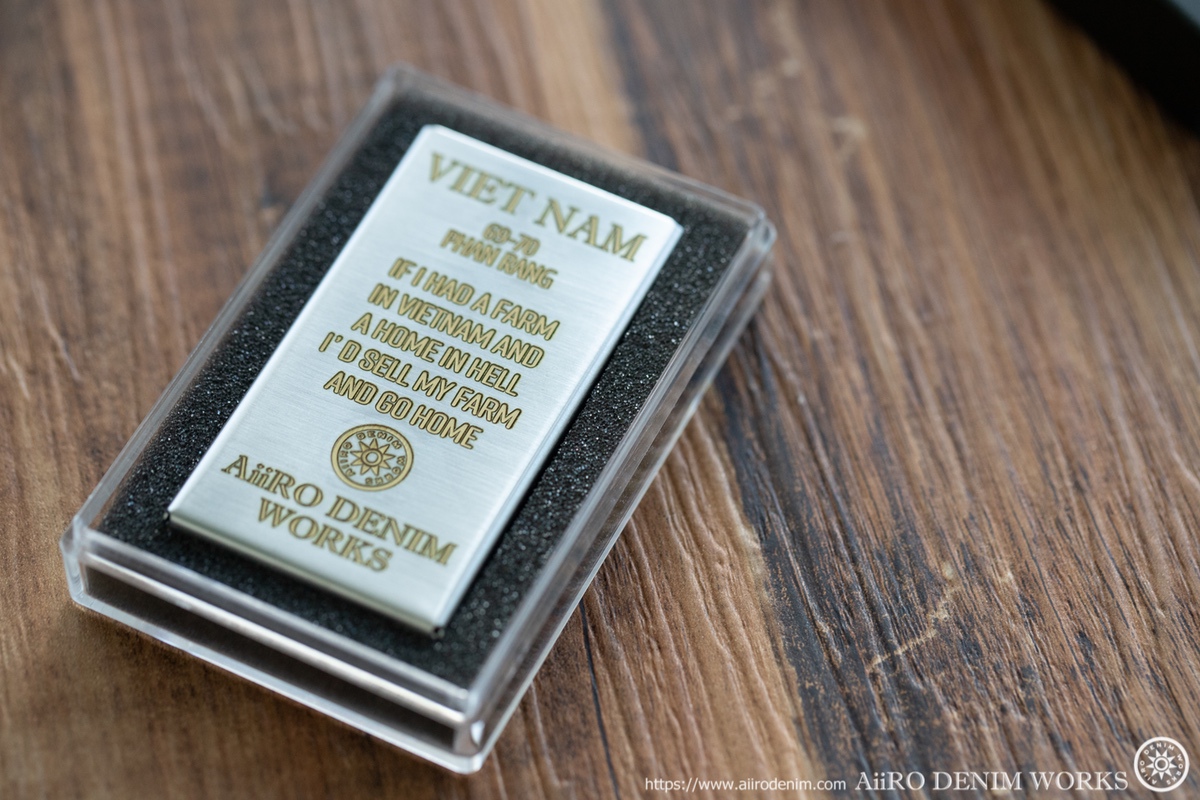 VIET NAM
69-70
PHAN RANG
IF I HAD A FARM
IN VIETNAM AND
A HOME IN HELL
I'D SELL MY FARM
AND GO HOME
AiiRO DENIM
WORKS
https://www.aiirodenim.com AiiRO DENIM WORKS